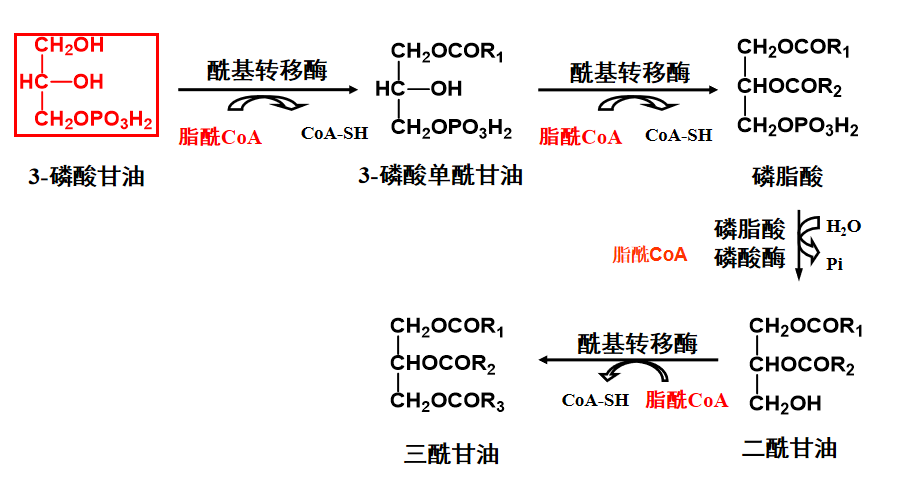 CH₂OH
HC—OH
CH₂OPO₃H₂
3-磷酸甘油
酰基转移酶
脂酰CoA
CoA-SH
CH₂OCOR₁
HC—OH
CH₂OPO₃H₂
3-磷酸单酰甘油
酰基转移酶
脂酰CoA
CoA-SH
CH₂OCOR₁
CHOCOR₂
CH₂OPO₃H₂
磷脂酸
磷脂酸
磷酸酶
H₂O
Pi
脂酰CoA
CH₂OCOR₁
CHOCOR₂
CH₂OH
二酰甘油
酰基转移酶
CoA-SH
脂酰CoA
CH₂OCOR₁
CHOCOR₂
CH₂OCOR₃
三酰甘油